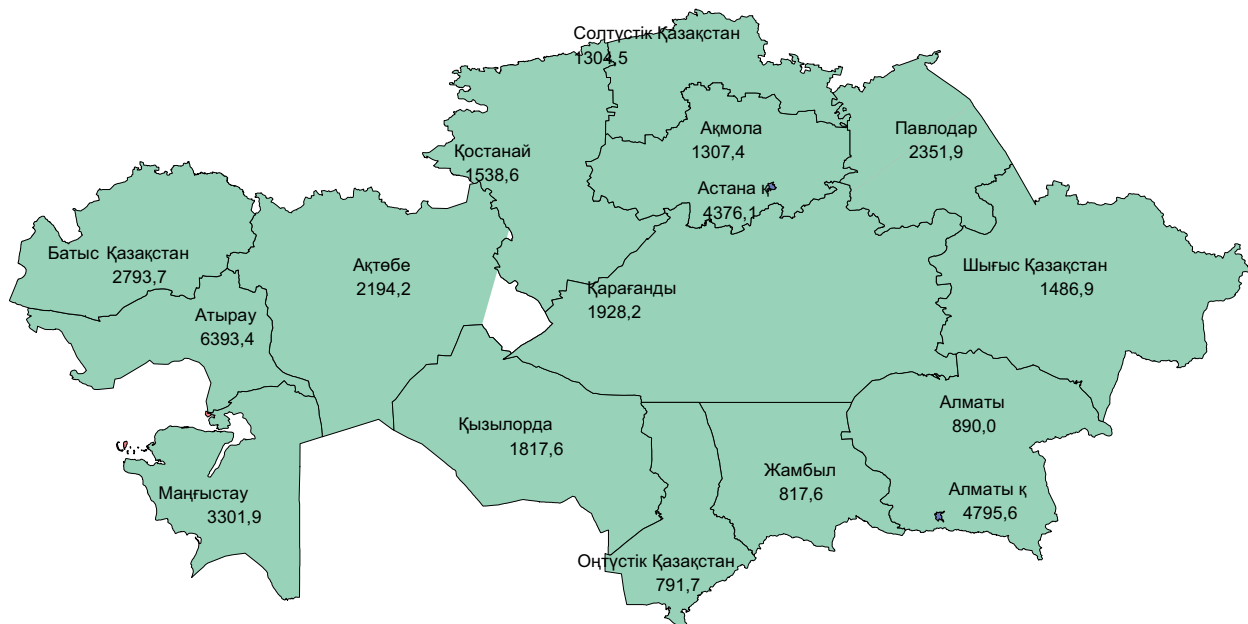 Солтүстік Қазақстан
1304,5
Ақмола
1307,4
Павлодар
2351,9
Қостанай
1538,6
Астана қ
4376,1
Батыс Қазақстан
2793,7
Ақтөбе
2194,2
Шығыс Қазақстан
1486,9
Қарағанды
1928,2
Атырау
6393,4
Алматы
890,0
Қызылорда
1817,6
Жамбыл
817,6
Маңғыстау
3301,9
Алматы қ
4795,6
Оңтүстік Қазақстан
791,7